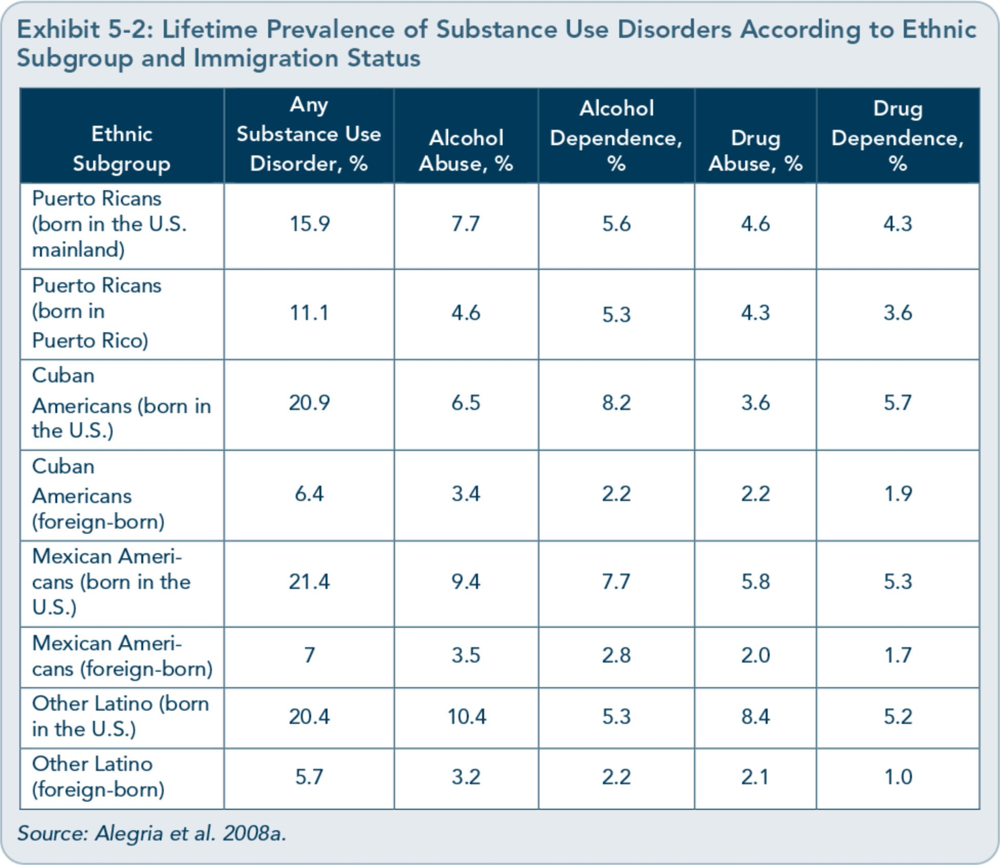 Exhibit 5-2: Lifetime Prevalence of Substance Use Disorders According to Ethnic
Subgroup and Immigration Status
Ethnic
Subgroup
Any
Substance Use
Disorder, %
Alcohol
Abuse, %
Alcohol
Dependence,
%
Drug
Abuse, %
Drug
Dependence,
%
Puerto Ricans
(born in the U.S.
mainland)
15.9
7.7
5.6
4.6
4.3
Puerto Ricans
(born in
Puerto Rico)
11.1
4.6
5.3
4.3
3.6
Cuban
Americans (born in
the U.S.)
20.9
6.5
8.2
3.6
5.7
Cuban
Americans
(foreign-born)
6.4
3.4
2.2
2.2
1.9
Mexican Ameri-
cans (born in the
U.S.)
21.4
9.4
7.7
5.8
5.3
Mexican Ameri-
cans (foreign-born)
7
3.5
2.8
2.0
1.7
Other Latino (born
in the U.S.)
20.4
10.4
5.3
8.4
5.2
Other Latino
(foreign-born)
5.7
3.2
2.2
2.1
1.0
Source: Alegria et al. 2008a.